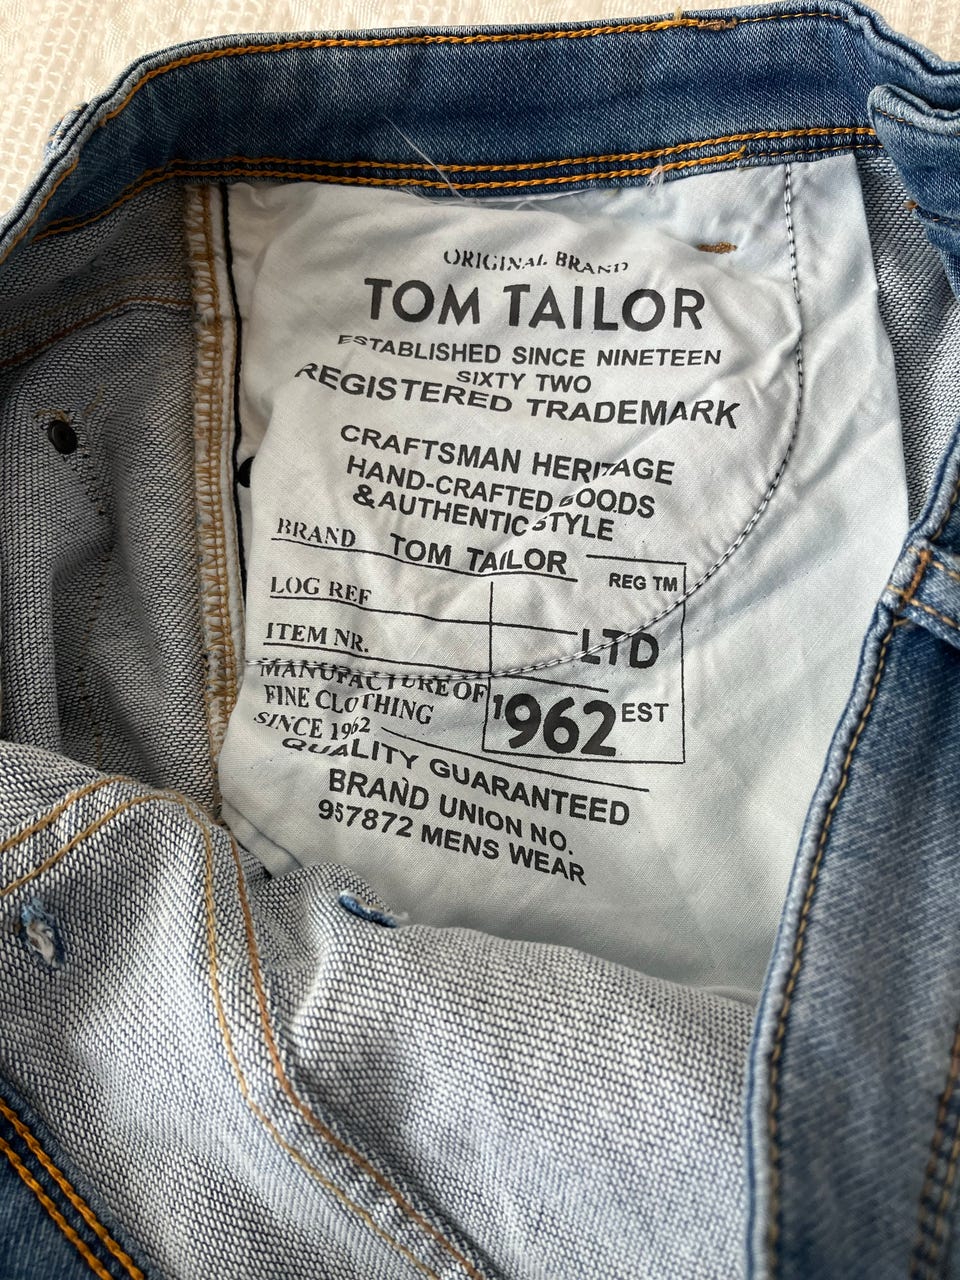 ORIGINAL BRAND
TOM TAILOR
ESTABLISHED SINCE NINETEEN
SIXTY TWO
REGISTERED TRADEMARK
CRAFTSMAN HERITAGE
HAND-CRAFTED GOODS
& AUTHENTIC STYLE
BRAND TOM TAILOR REG TM
LOG REF
ITEM NR. LTD
MANUFACTURE OF
FINE CLOTHING
SINCE 1962
1962 EST
QUALITY GUARANTEED
BRAND UNION NO.
957872 MENS WEAR